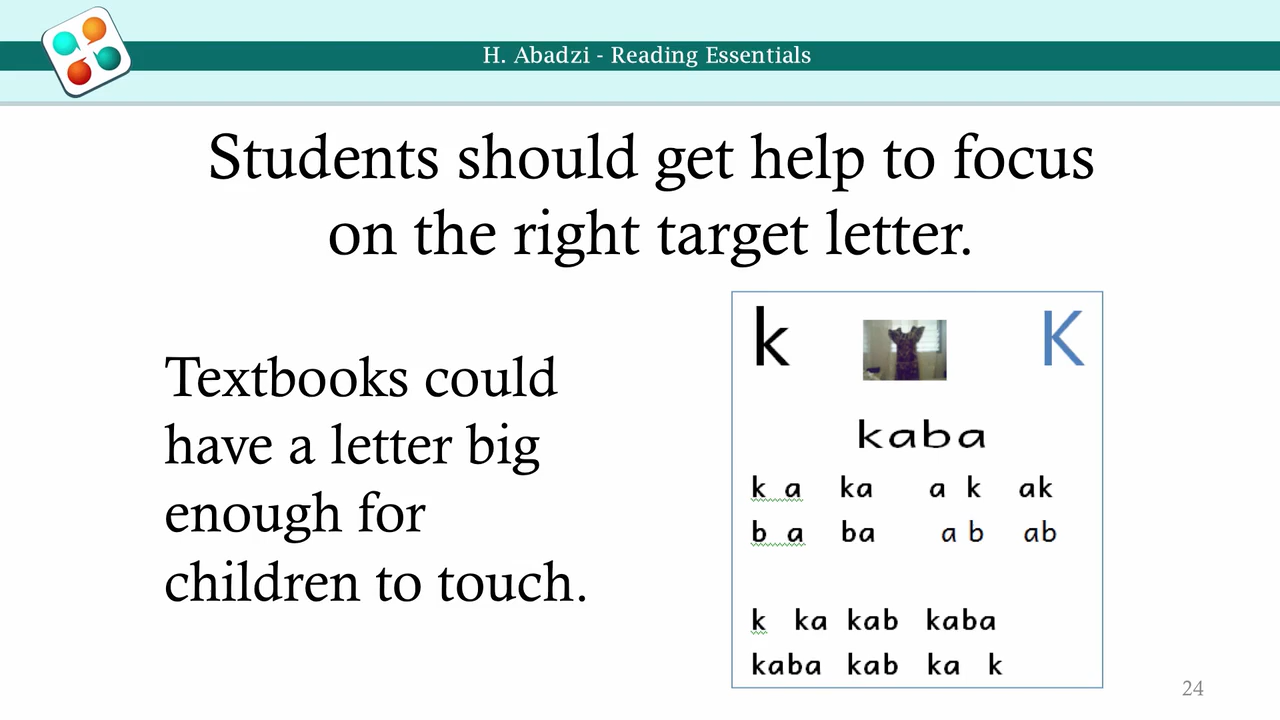 H. Abadzi - Reading Essentials
Students should get help to focus
on the right target letter.
Textbooks could
have a letter big
enough for
children to touch.
k K
kaba
k a ka a k ak
b a ba a b ab
k ka kab kaba
kaba kab ka k
24